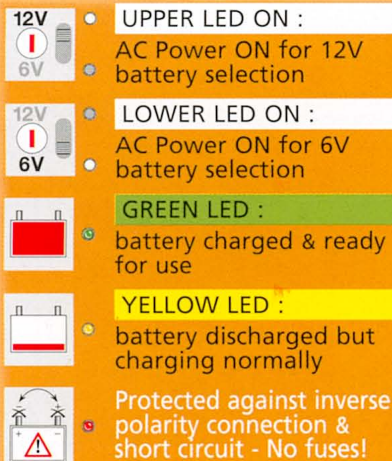 12V
6V
UPPER LED ON :
AC Power ON for 12V
battery selection
12V
6V
LOWER LED ON :
AC Power ON for 6V
battery selection
GREEN LED :
battery charged & ready
for use
YELLOW LED :
battery discharged but
charging normally
+ -
Protected against inverse
polarity connection &
short circuit - No fuses!